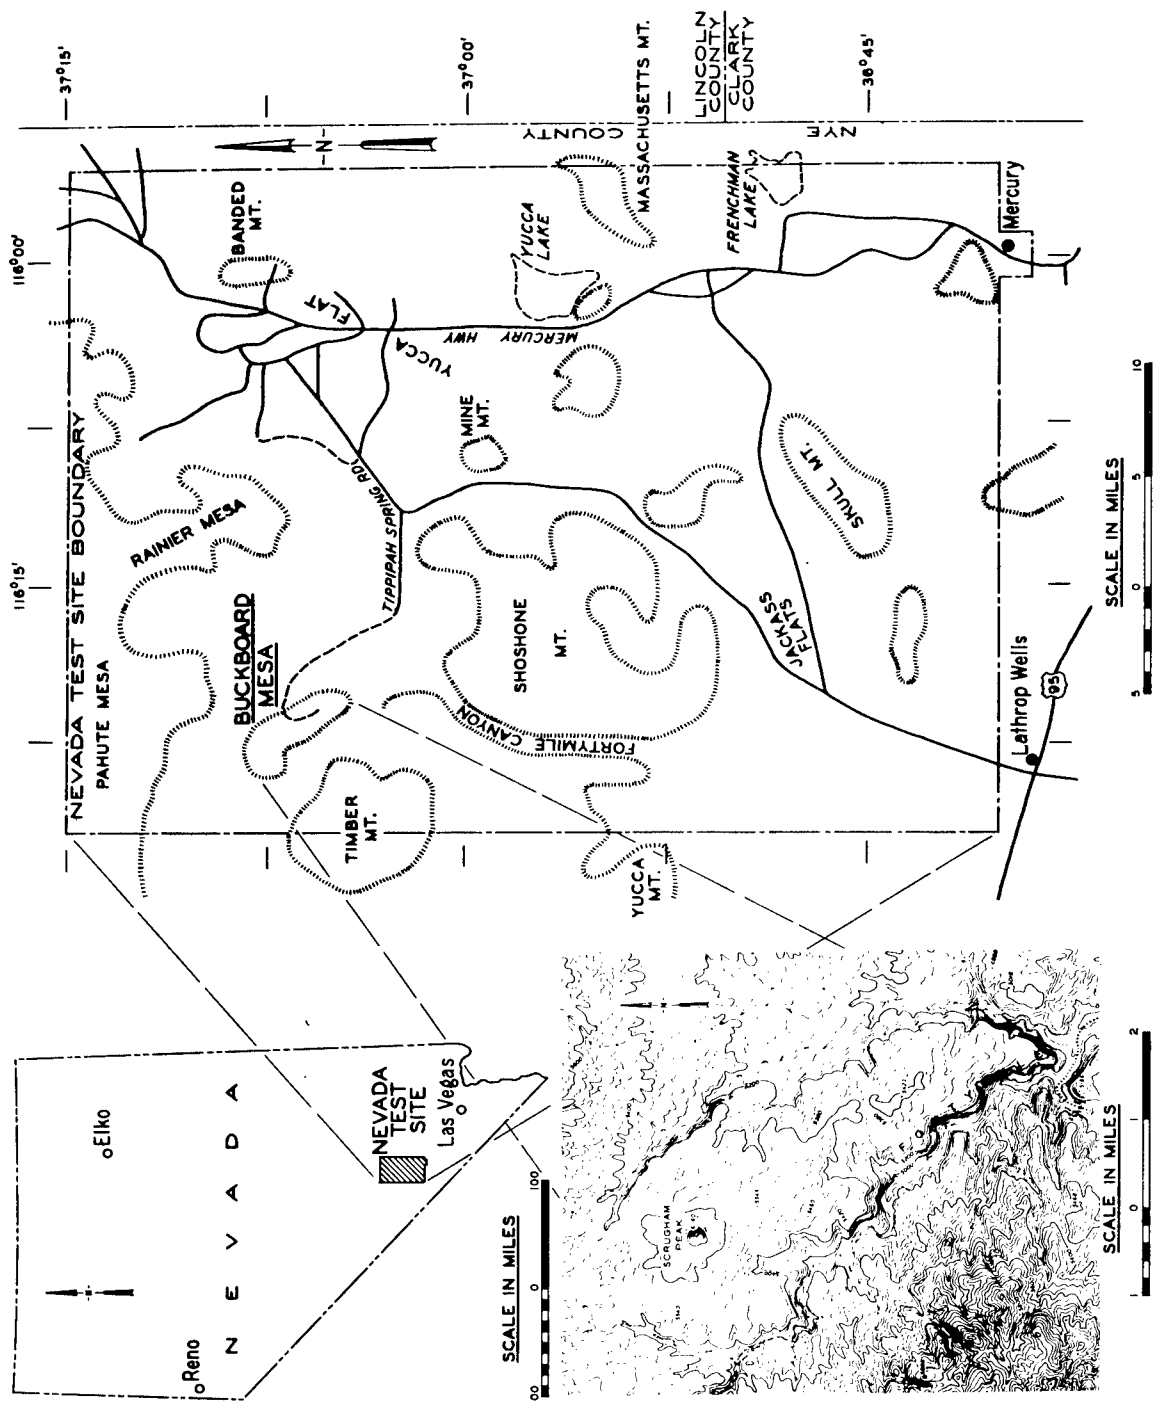 37°15'
37°00'
36°45'
116°00'
116°15'
NEVADA TEST SITE BOUNDARY
PAHUTE MESA
RAINIER MESA
BUCKBOARD
MESA
TIMBER
MT.
BANDED
MT.
N
YUCCA
FLAT
MERCURY HWY
TIPPIPAH SPRING RD.
MINE
MT.
YUCCA
LAKE
MASSACHUSETTS MT.
FRENCHMAN
LAKE
NYE COUNTY
LINCOLN
COUNTY
CLARK
COUNTY
SHOSHONE
MT.
FORTYMILE CANYON
YUCCA
MT.
JACKASS
FLATS
SKULL MT.
Mercury
Lathrop Wells
95
SCALE IN MILES
5 0 5 10
Reno
Elko
NEVADA
NEVADA
TEST
SITE
Las Vegas
SCALE IN MILES
00 0 100
SCRUGHAM
PEAK
SCALE IN MILES
1 0 1 2